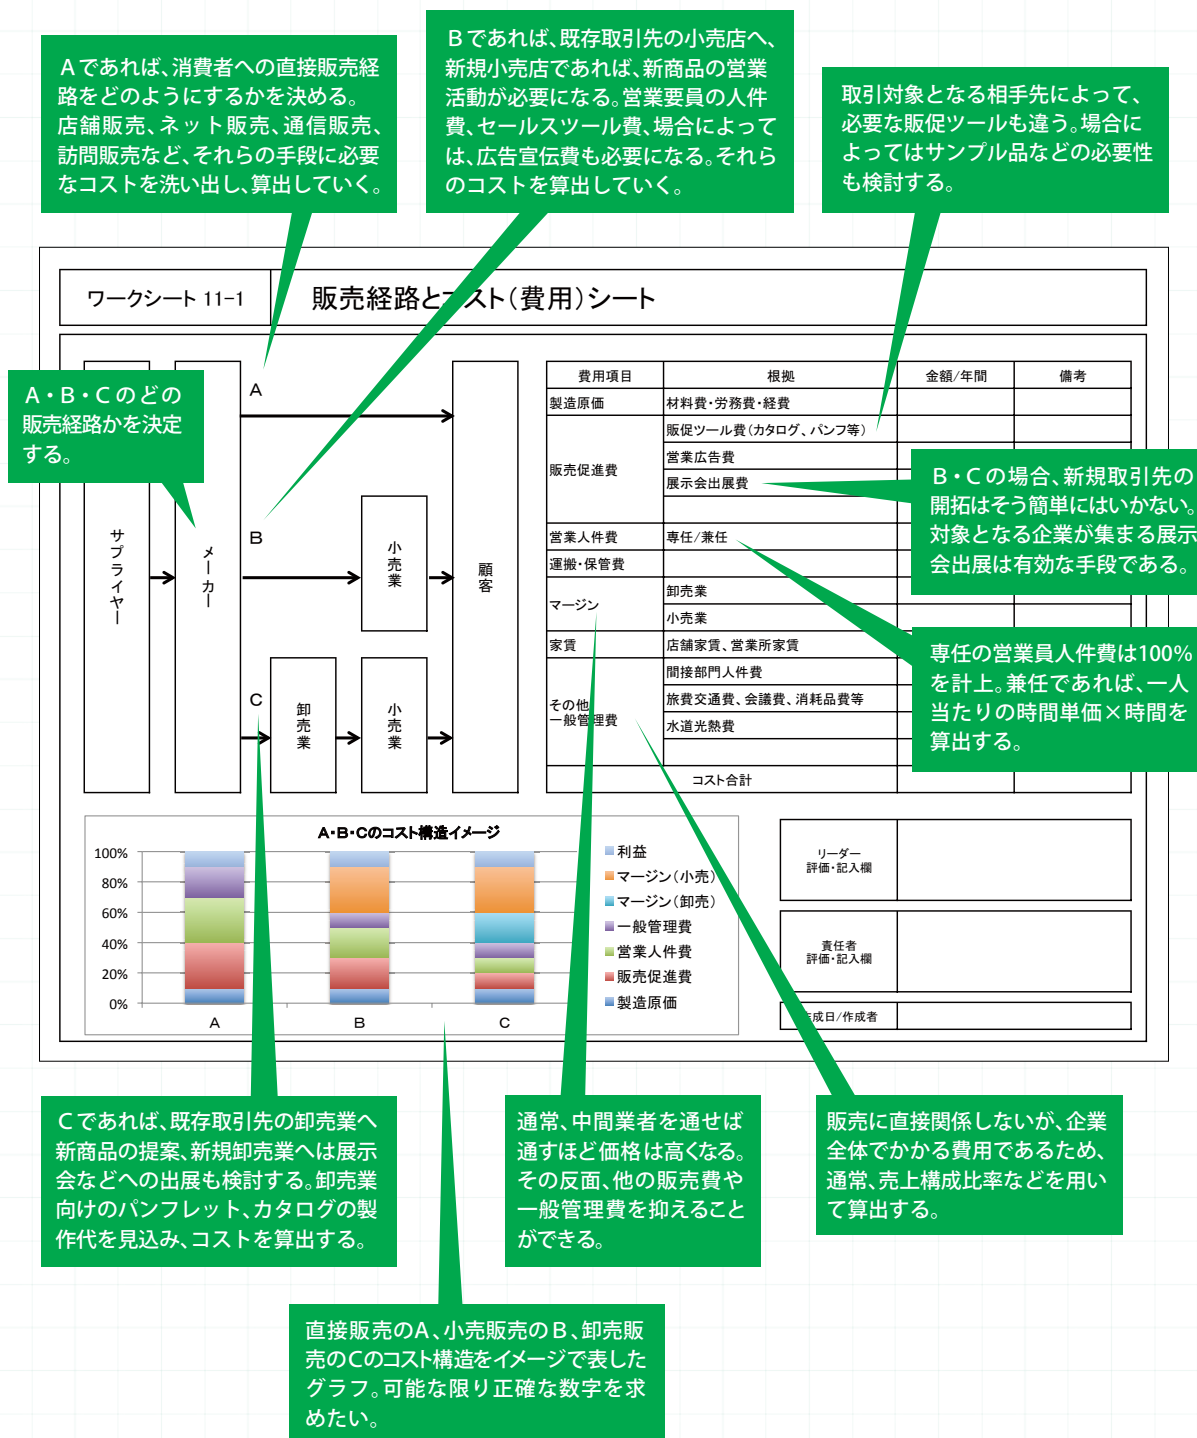 Aであれば、消費者への直接販売経
路をどのようにするかを決める。
店舗販売、ネット販売、通信販売、
訪問販売など、それらの手段に必要
なコストを洗い出し、算出していく。
Bであれば、既存取引先の小売店へ、
新規小売店であれば、新商品の営業
活動が必要になる。営業要員の人件
費、セールスツール費、場合によって
は、広告宣伝費も必要になる。それら
のコストを算出していく。
取引対象となる相手先によって、
必要な販促ツールも違う。場合に
よってはサンプル品などの必要性
も検討する。
ワークシート 11-1
販売経路とコスト（費用）シート
A・B・Cのどの
販売経路かを決定
する。
サプライヤー
メーカー
A
B
C
小売業
卸売業
小売業
顧客
費用項目 根拠 金額/年間 備考
製造原価 材料費・労務費・経費
販売促進費
販促ツール費（カタログ、パンフ等）
営業広告費
展示会出展費
営業人件費 専任/兼任
運搬・保管費
マージン
卸売業
小売業
家賃 店舗家賃、営業所家賃
その他
一般管理費
間接部門人件費
旅費交通費、会議費、消耗品費等
水道光熱費
コスト合計
B・Cの場合、新規取引先の
開拓はそう簡単にはいかない。
対象となる企業が集まる展示
会出展は有効な手段である。
専任の営業員人件費は100%
を計上。兼任であれば、一人
当たりの時間単価×時間を
算出する。
A・B・Cのコスト構造イメージ
100%
80%
60%
40%
20%
0%
A
B
C
利益
マージン（小売）
マージン（卸売）
一般管理費
営業人件費
販売促進費
製造原価
リーダー
評価・記入欄
責任者
評価・記入欄
成日/作成者
Cであれば、既存取引先の卸売業へ
新商品の提案、新規卸売業へは展示
会などへの出展も検討する。卸売業
向けのパンフレット、カタログの製
作代を見込み、コストを算出する。
通常、中間業者を通せば
通すほど価格は高くなる。
その反面、他の販売費や
一般管理費を抑えること
ができる。
販売に直接関係しないが、企業
全体でかかる費用であるため、
通常、売上構成比率などを用い
て算出する。
直接販売のA、小売販売のB、卸売販
売のCのコスト構造をイメージで表した
グラフ。可能な限り正確な数字を求
めたい。